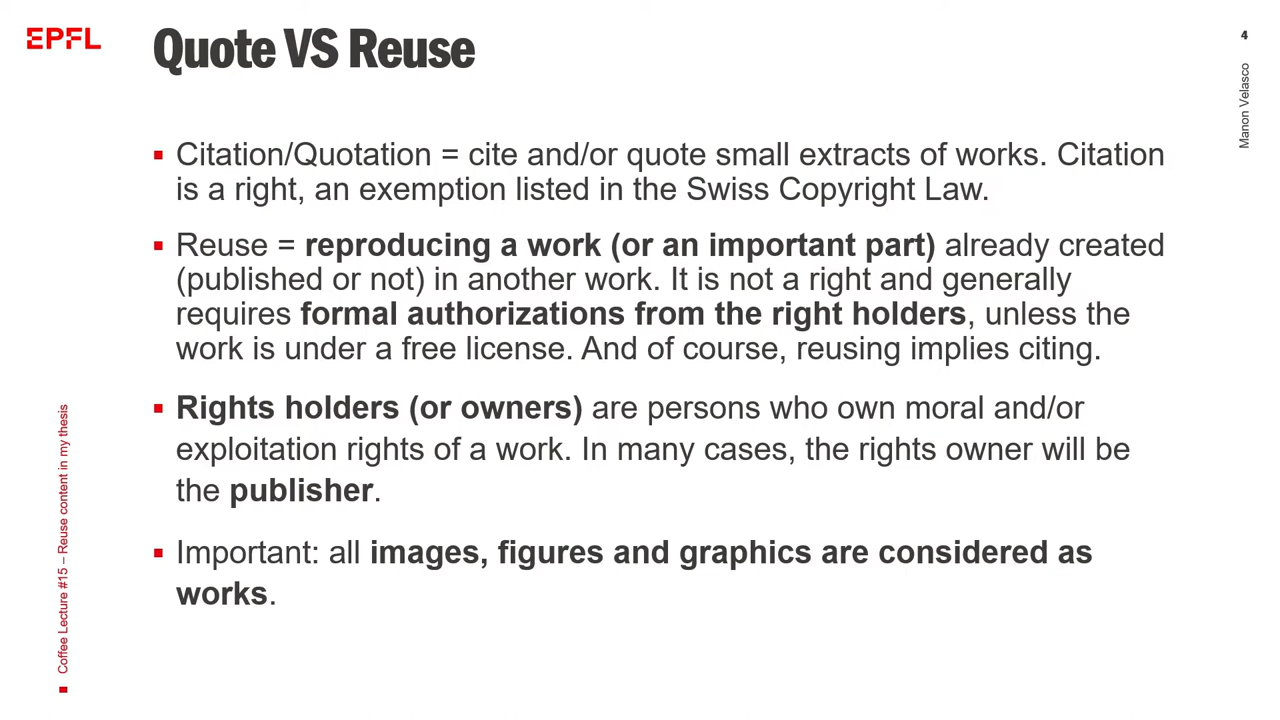 EPFL
Quote VS Reuse
4
Manon Velasco
▪ Citation/Quotation = cite and/or quote small extracts of works. Citation
is a right, an exemption listed in the Swiss Copyright Law.
▪ Reuse = reproducing a work (or an important part) already created
(published or not) in another work. It is not a right and generally
requires formal authorizations from the right holders, unless the
work is under a free license. And of course, reusing implies citing.
▪ Rights holders (or owners) are persons who own moral and/or
exploitation rights of a work. In many cases, the rights owner will be
the publisher.
▪ Important: all images, figures and graphics are considered as
works.
Coffee Lecture #15 – Reuse content in my thesis